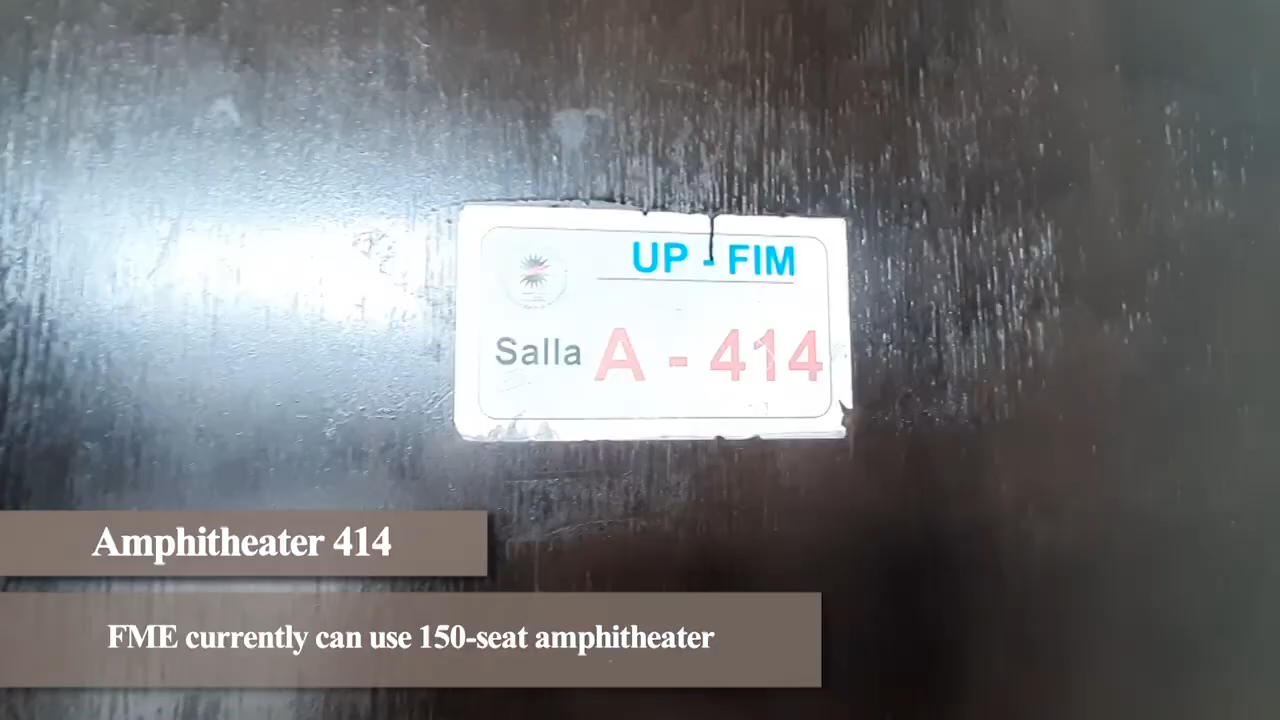 UP - FIM
Salla A - 414
Amphitheater 414
FME currently can use 150-seat amphitheater